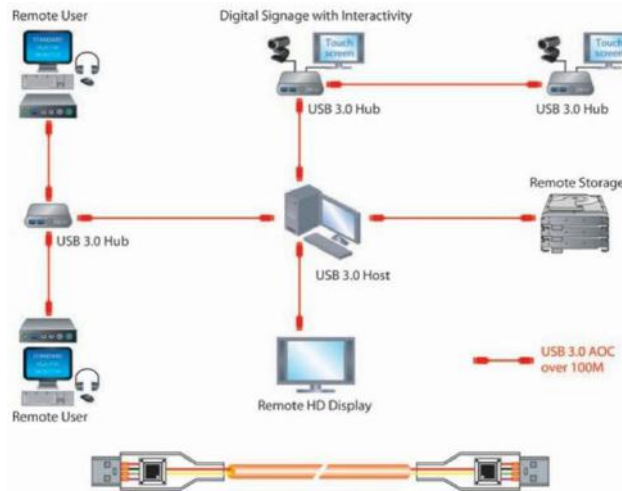 Remote User
Digital Signage with Interactivity
Touch
screen
Touch
screen
USB 3.0 Hub
USB 3.0 Hub
Remote Storage
USB 3.0 Hub
USB 3.0 Host
USB 3.0 AOC
over 100M
Remote HD Display
Remote User